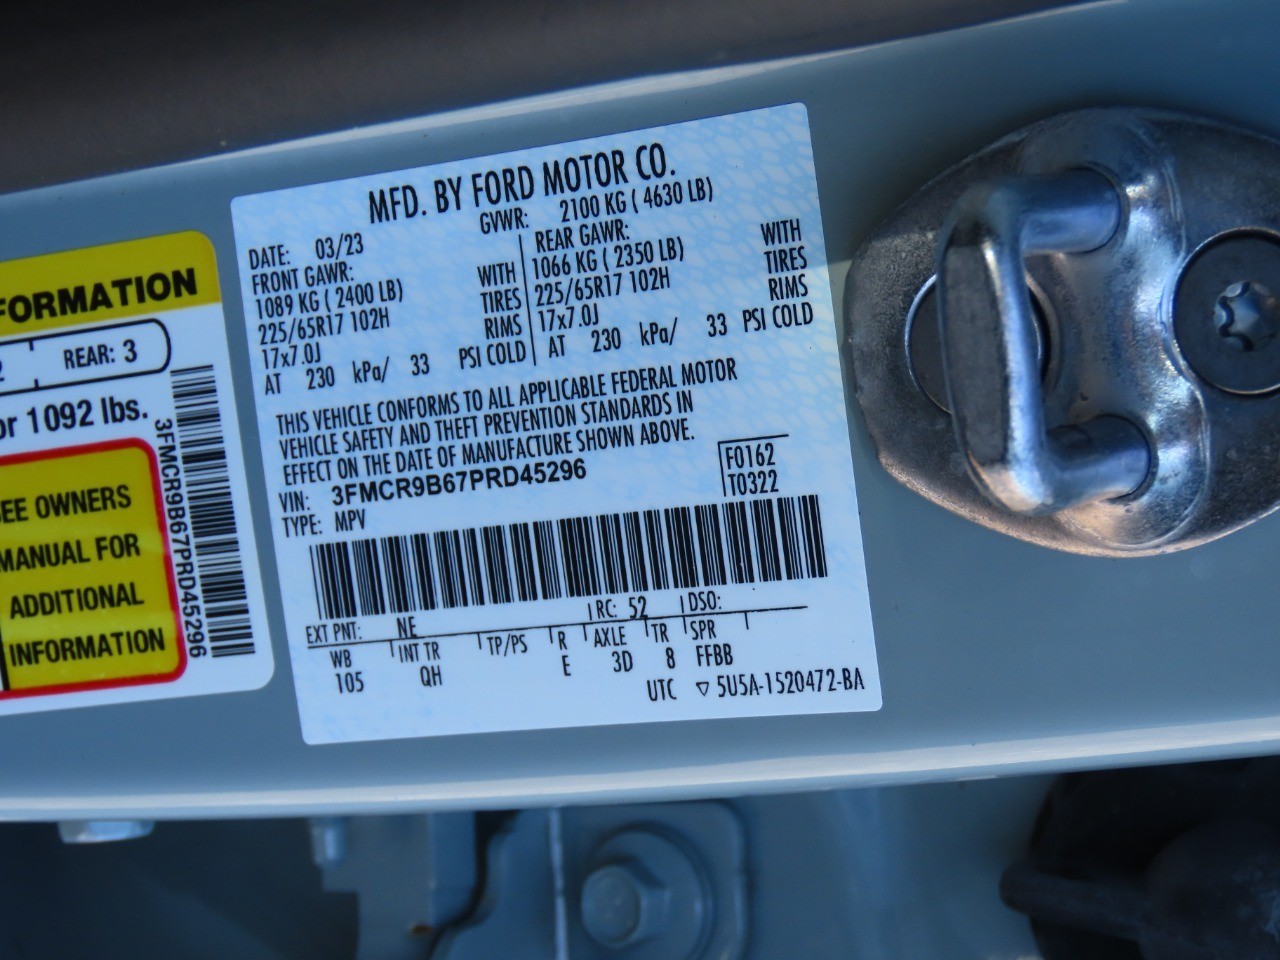 FORMATION
2
REAR: 3
or 1092 lbs.
SEE OWNERS
MANUAL FOR
ADDITIONAL
INFORMATION
3FMCR9B67PRD45296
MFD. BY FORD MOTOR CO.
DATE: 03/23
GVWR: 2100 KG ( 4630 LB)
FRONT GAWR:
1089 KG ( 2400 LB) WITH
225/65R17 102H TIRES
17x7.0J RIMS
AT 230 kPa/ 33 PSI COLD
REAR GAWR:
1066 KG ( 2350 LB) WITH
225/65R17 102H TIRES
17x7.0J RIMS
AT 230 kPa/ 33 PSI COLD
THIS VEHICLE CONFORMS TO ALL APPLICABLE FEDERAL MOTOR
VEHICLE SAFETY AND THEFT PREVENTION STANDARDS IN
EFFECT ON THE DATE OF MANUFACTURE SHOWN ABOVE.
VIN: 3FMCR9B67PRD45296
TYPE: MPV
F0162
T0322
EXT PNT: NE RC: 52 DSO:
WB INT TR TP/PS R AXLE TR SPR
105 QH E 3D 8 FFBB
UTC ▽ 5U5A-1520472-BA